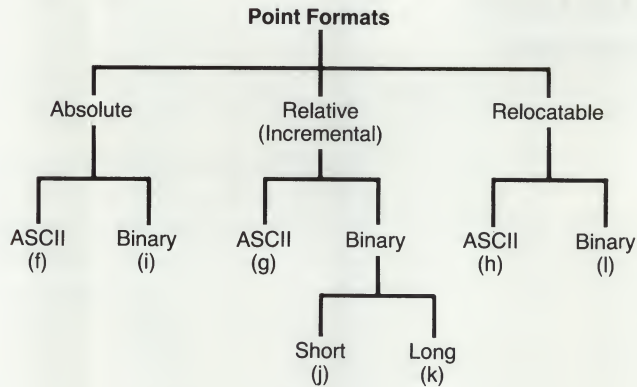 Point Formats
Absolute
Relative
(Incremental)
Relocatable
ASCII
(f)
Binary
(i)
ASCII
(g)
Binary
ASCII
(h)
Binary
(l)
Short
(j)
Long
(k)